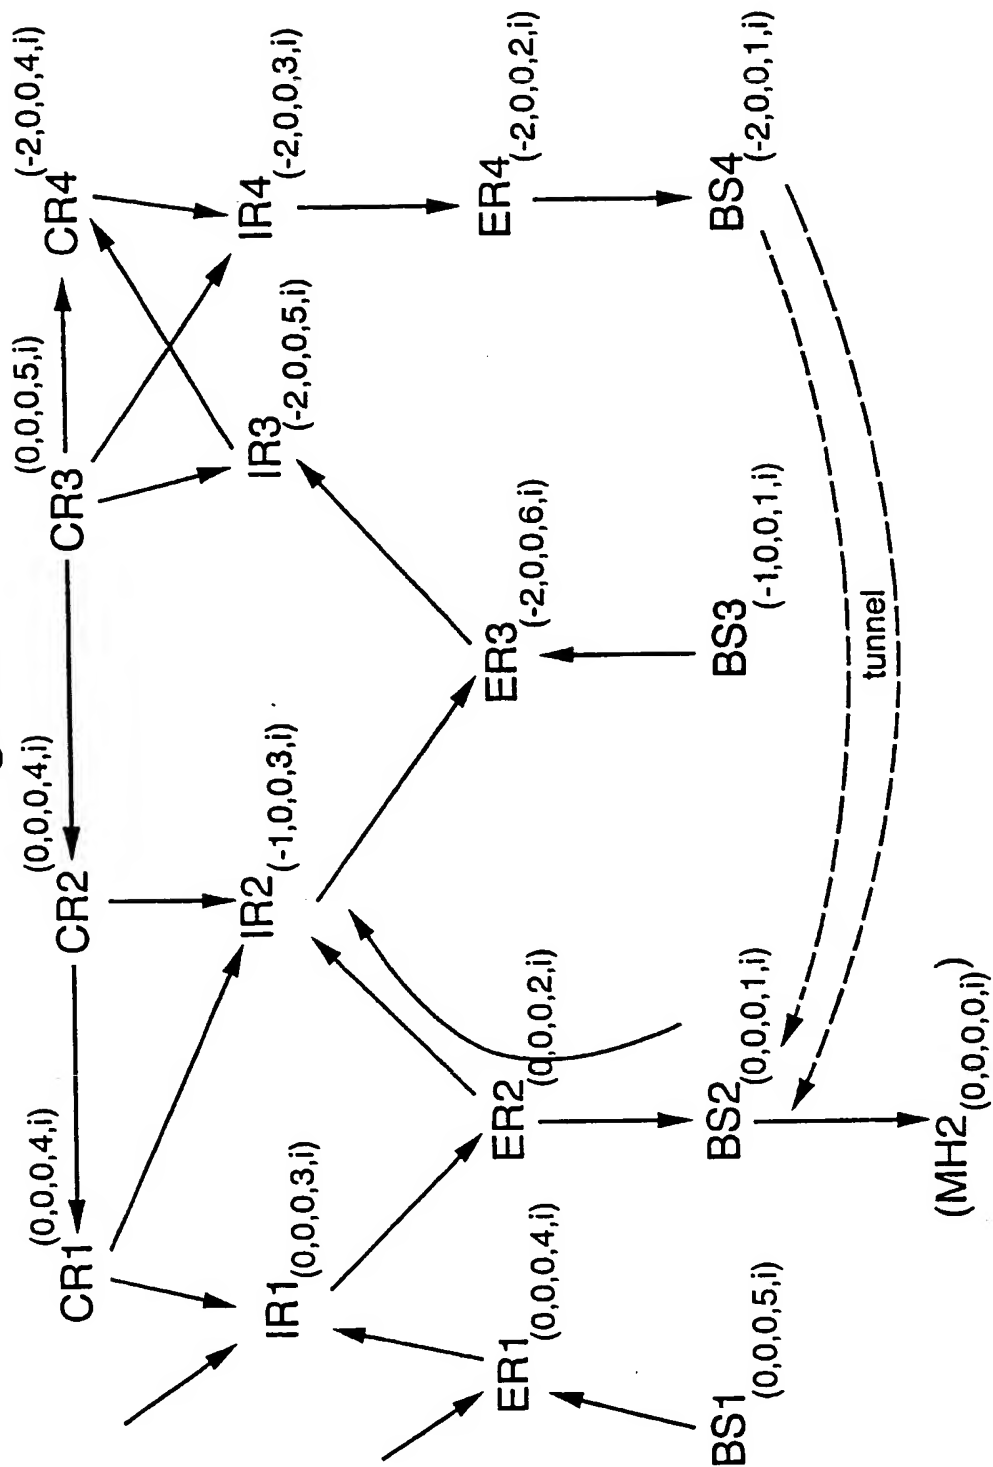 CR1(0,0,0,4,i)
CR2(0,0,0,4,i)
CR3(0,0,0,5,i)
CR4(-2,0,0,4,i)
IR1(0,0,0,3,i)
IR2(-1,0,0,3,i)
IR3(-2,0,0,5,i)
IR4(-2,0,0,3,i)
ER1(0,0,0,4,i)
ER2(0,0,0,2,i)
ER3(-2,0,0,6,i)
ER4(-2,0,0,2,i)
BS1(0,0,0,5,i)
BS2(0,0,0,1,i)
BS3(-1,0,0,1,i)
BS4(-2,0,0,1,i)
tunnel
(MH2(0,0,0,0,i))